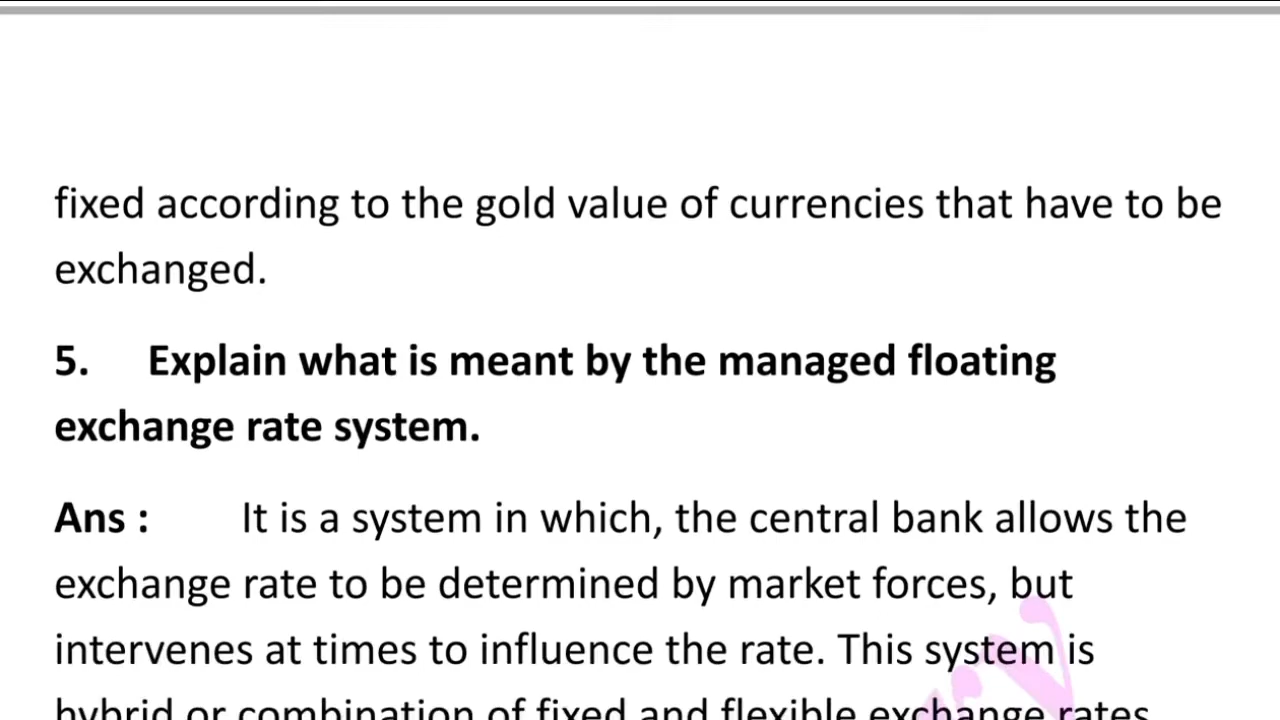 fixed according to the gold value of currencies that have to be
exchanged.
5. Explain what is meant by the managed floating
exchange rate system.
Ans : It is a system in which, the central bank allows the
exchange rate to be determined by market forces, but
intervenes at times to influence the rate. This system is
hybrid or combination of fixed and flexible exchange rates